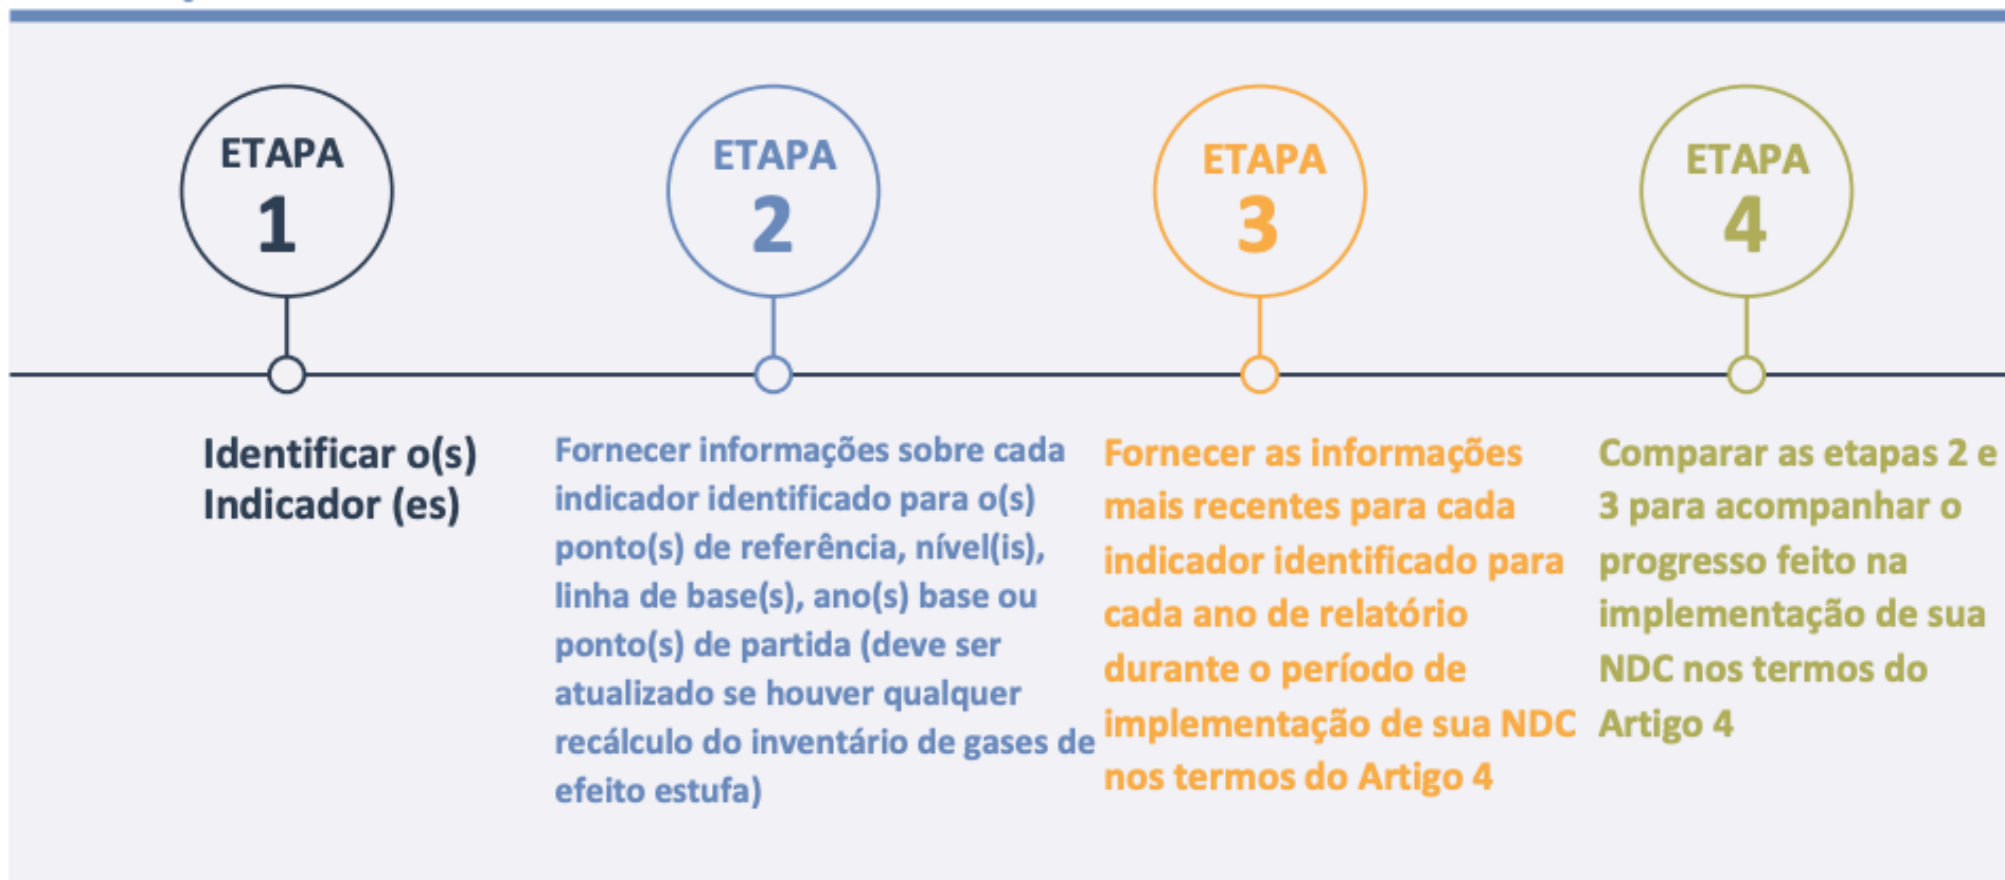 ETAPA
1
Identificar o(s)
Indicador (es)
ETAPA
2
Fornecer informações sobre cada
indicador identificado para o(s)
ponto(s) de referência, nível(is),
linha de base(s), ano(s) base ou
ponto(s) de partida (deve ser
atualizado se houver qualquer
recálculo do inventário de gases de
efeito estufa)
ETAPA
3
Fornecer as informações
mais recentes para cada
indicador identificado para
cada ano de relatório
durante o período de
implementação de sua NDC
nos termos do Artigo 4
ETAPA
4
Comparar as etapas 2 e
3 para acompanhar o
progresso feito na
implementação de sua
NDC nos termos do
Artigo 4